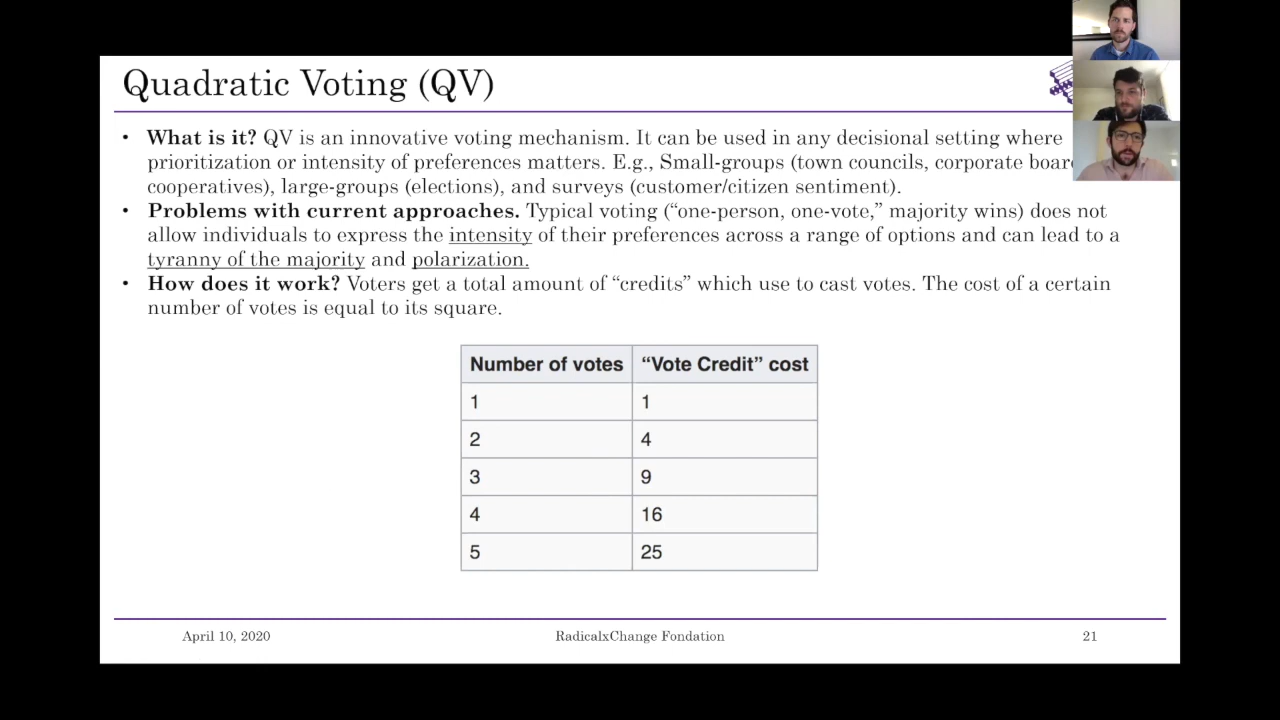 Quadratic Voting (QV)
• What is it? QV is an innovative voting mechanism. It can be used in any decisional setting where
prioritization or intensity of preferences matters. E.g., Small-groups (town councils, corporate
cooperatives), large-groups (elections), and surveys (customer/citizen sentiment).
• Problems with current approaches. Typical voting (“one-person, one-vote,” majority wins) does not
allow individuals to express the intensity of their preferences across a range of options and can lead to a
tyranny of the majority and polarization.
• How does it work? Voters get a total amount of “credits” which use to cast votes. The cost of a certain
number of votes is equal to its square.
Number of votes “Vote Credit” cost
1 1
2 4
3 9
4 16
5 25
April 10, 2020 RadicalxChange Fondation 21